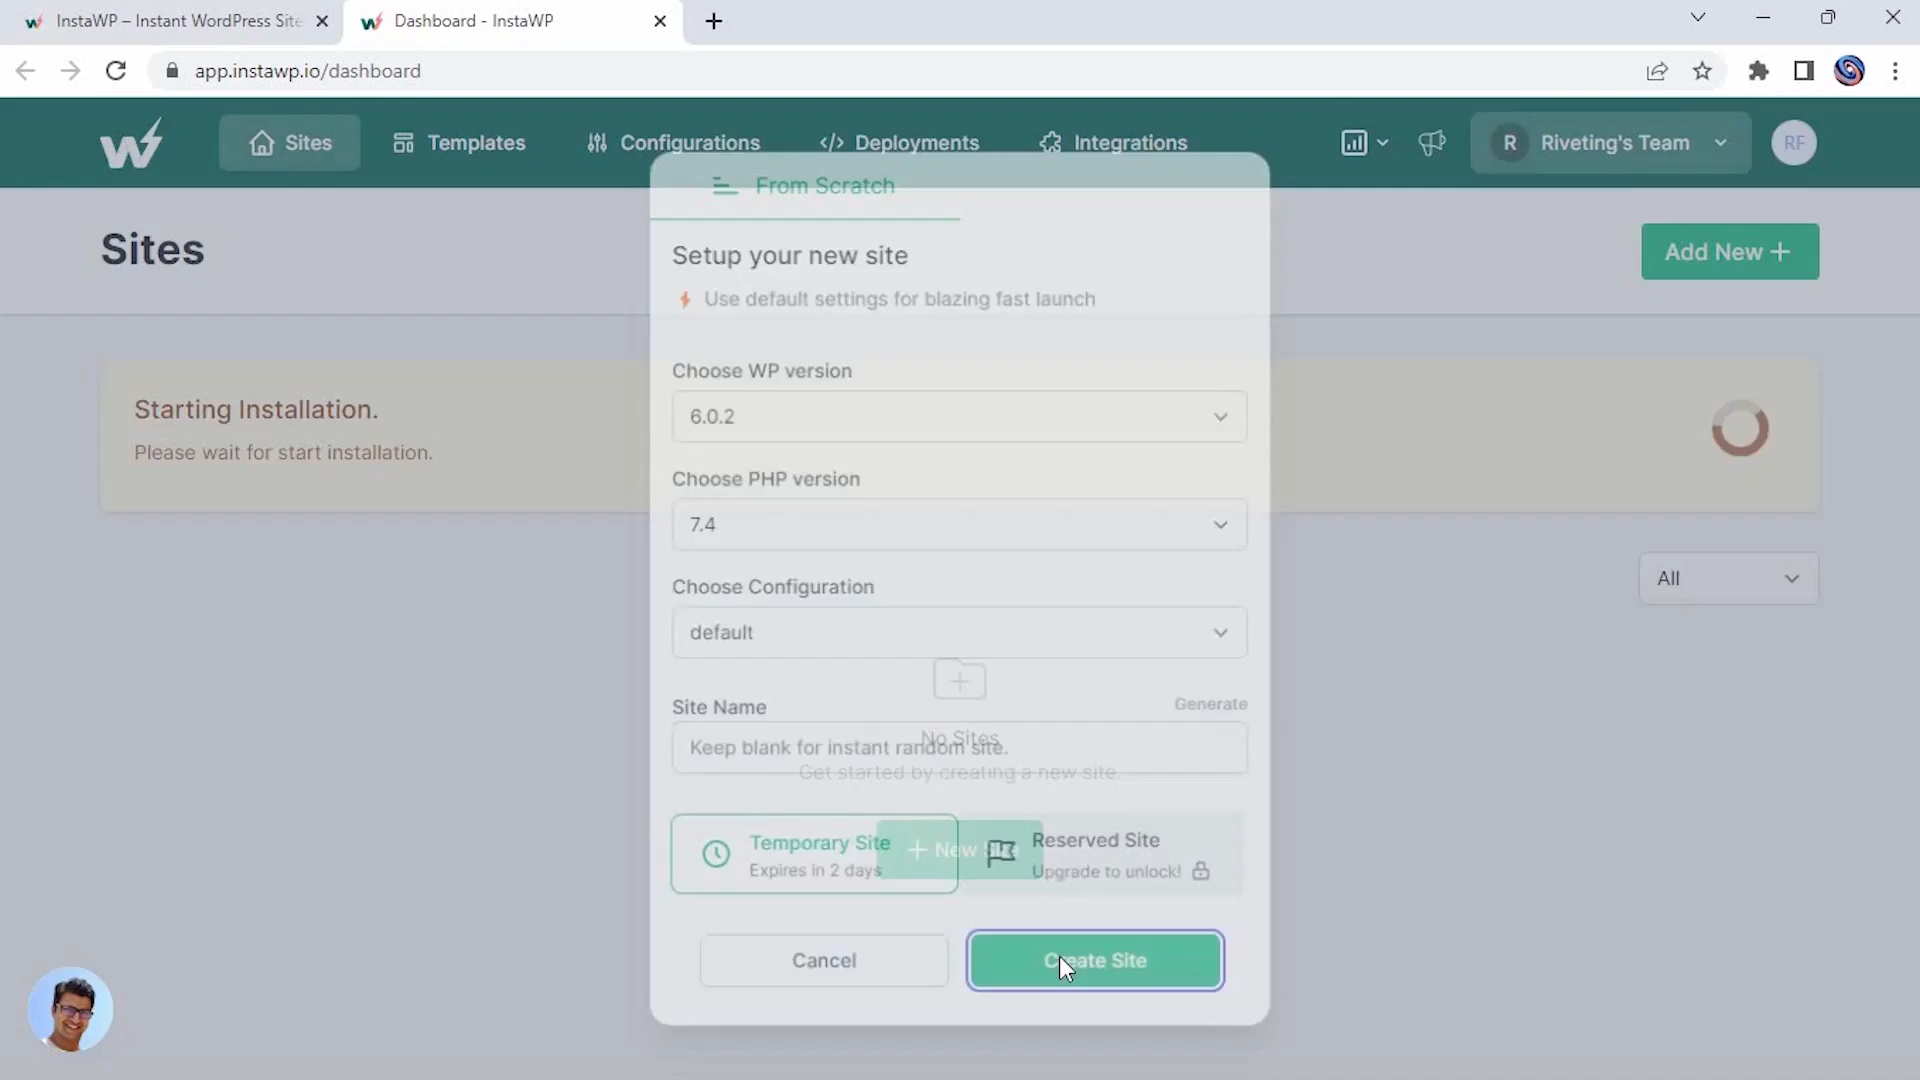 InstaWP – Instant WordPress Site
Dashboard - InstaWP
app.instawp.io/dashboard
Sites
Templates
Configurations
</> Deployments
Integrations
R
Riveting's Team
RF
Sites
Add New +
Starting Installation.
Please wait for start installation.
All
From Scratch
Setup your new site
Use default settings for blazing fast launch
Choose WP version
6.0.2
Choose PHP version
7.4
Choose Configuration
default
Site Name
Generate
Keep blank for instant random site.
No Sites
Get started by creating a new site.
Temporary Site
Expires in 2 days
+ New Site
Reserved Site
Upgrade to unlock!
Cancel
Create Site